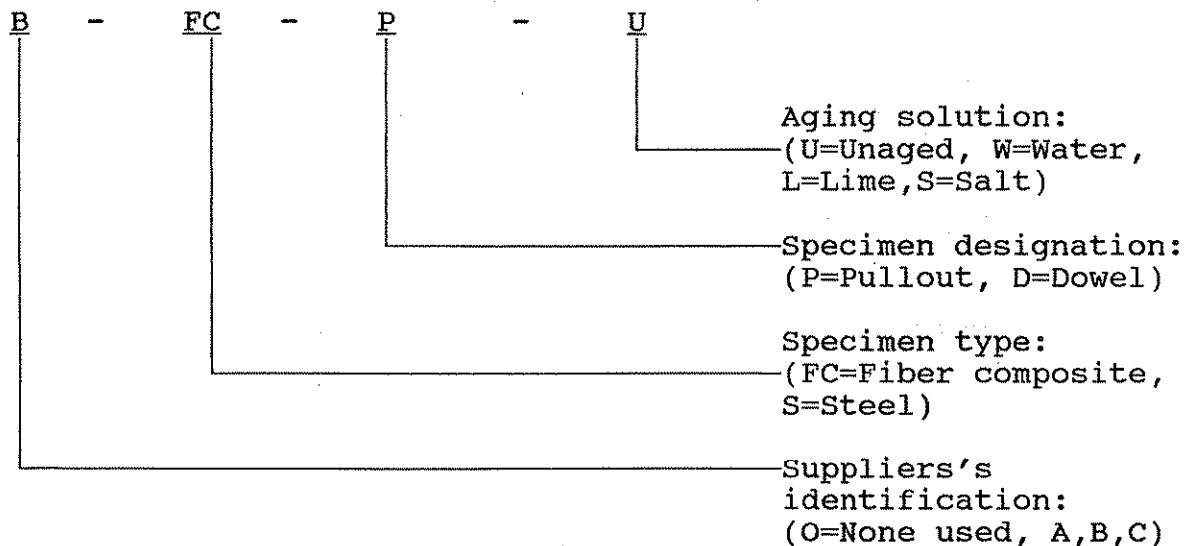 B - FC - P - U
Aging solution:
(U=Unaged, W=Water,
L=Lime,S=Salt)
Specimen designation:
(P=Pullout, D=Dowel)
Specimen type:
(FC=Fiber composite,
S=Steel)
Suppliers's
identification:
(O=None used, A,B,C)